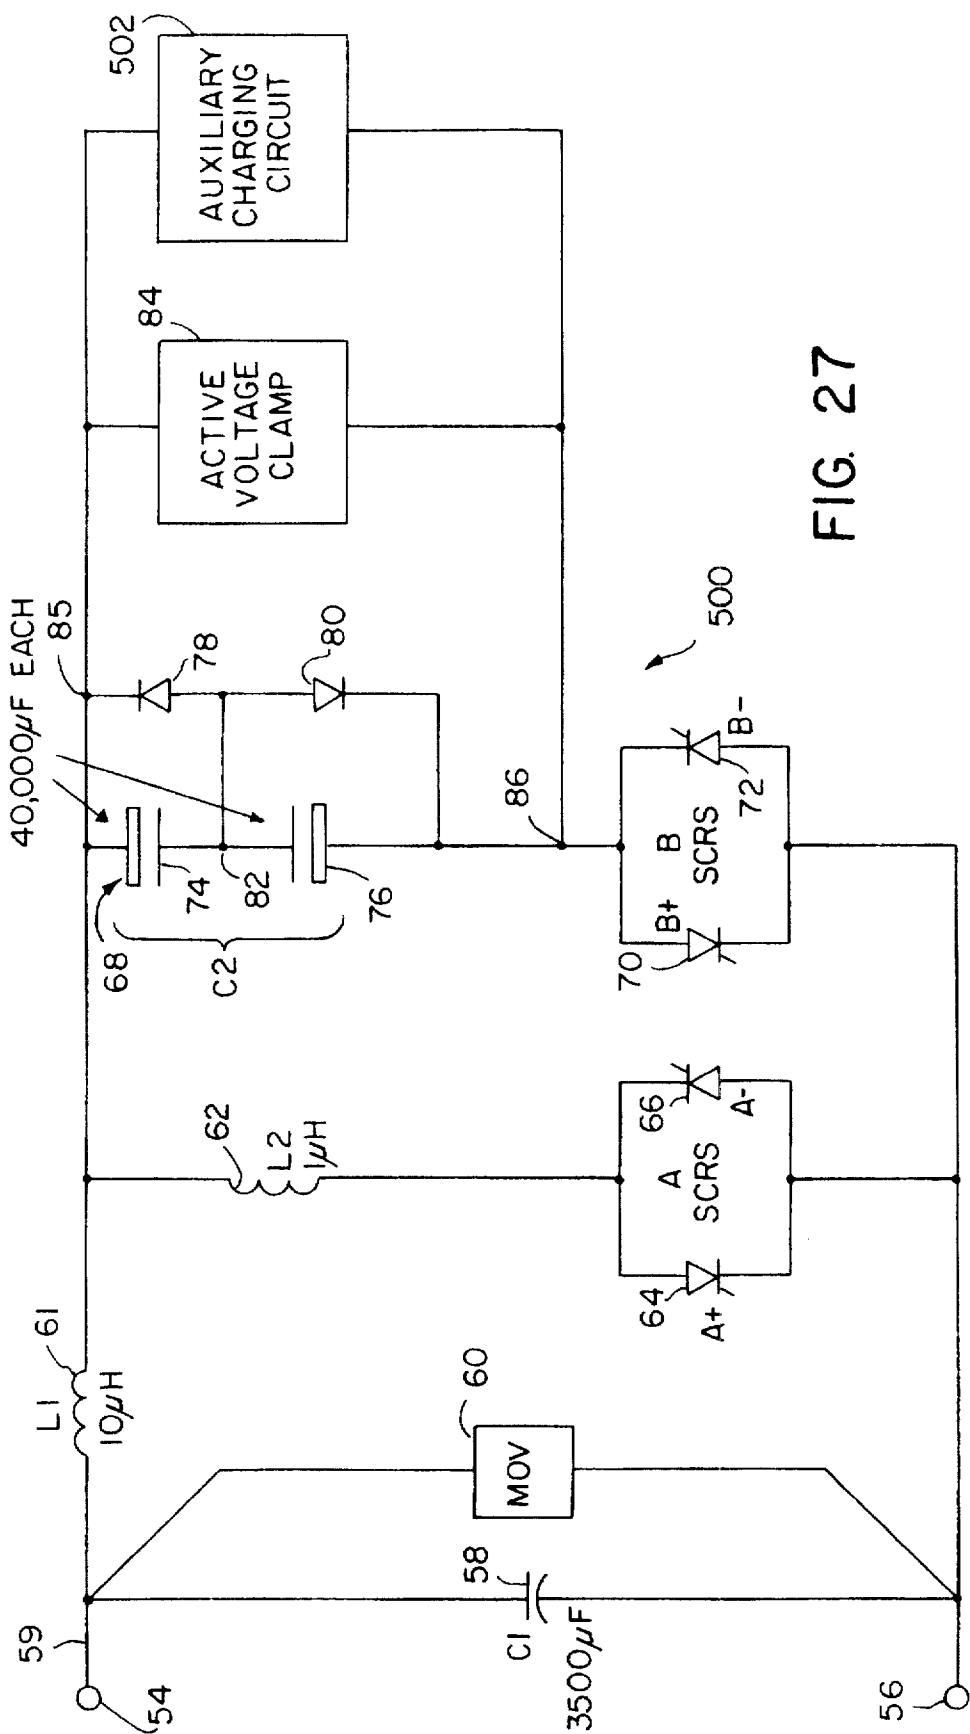 502
AUXILIARY
CHARGING
CIRCUIT
84
ACTIVE
VOLTAGE
CLAMP
40,000µF EACH
85
78
80
68
74
82
76
C2
86
500
70
B+
B
SCRS
B-
72
62
L2
1µH
64
A+
A
SCRS
66
A-
61
L1
10µH
60
MOV
59
54
58
C1
3500µF
56
FIG. 27